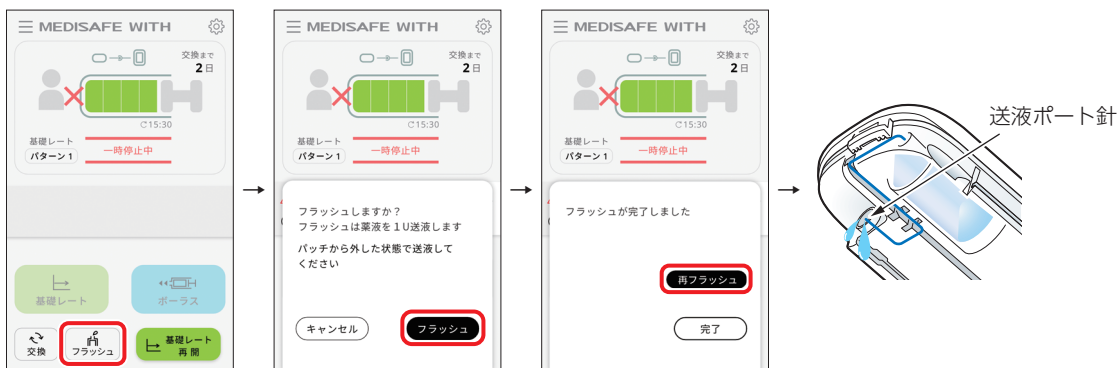 MEDISAFE WITH
交換まで
2日
15:30
基礎レート
パターン 1
一時停止中
基礎レート
ボーラス
交換
フラッシュ
基礎レート
再 開
→
MEDISAFE WITH
交換まで
2日
15:30
基礎レート
パターン 1
一時停止中
フラッシュしますか？
フラッシュは薬液を１U送液します
パッチから外した状態で送液して
ください
キャンセル
フラッシュ
→
MEDISAFE WITH
交換まで
2日
15:30
基礎レート
パターン 1
一時停止中
フラッシュが完了しました
再フラッシュ
完了
→
送液ポート針